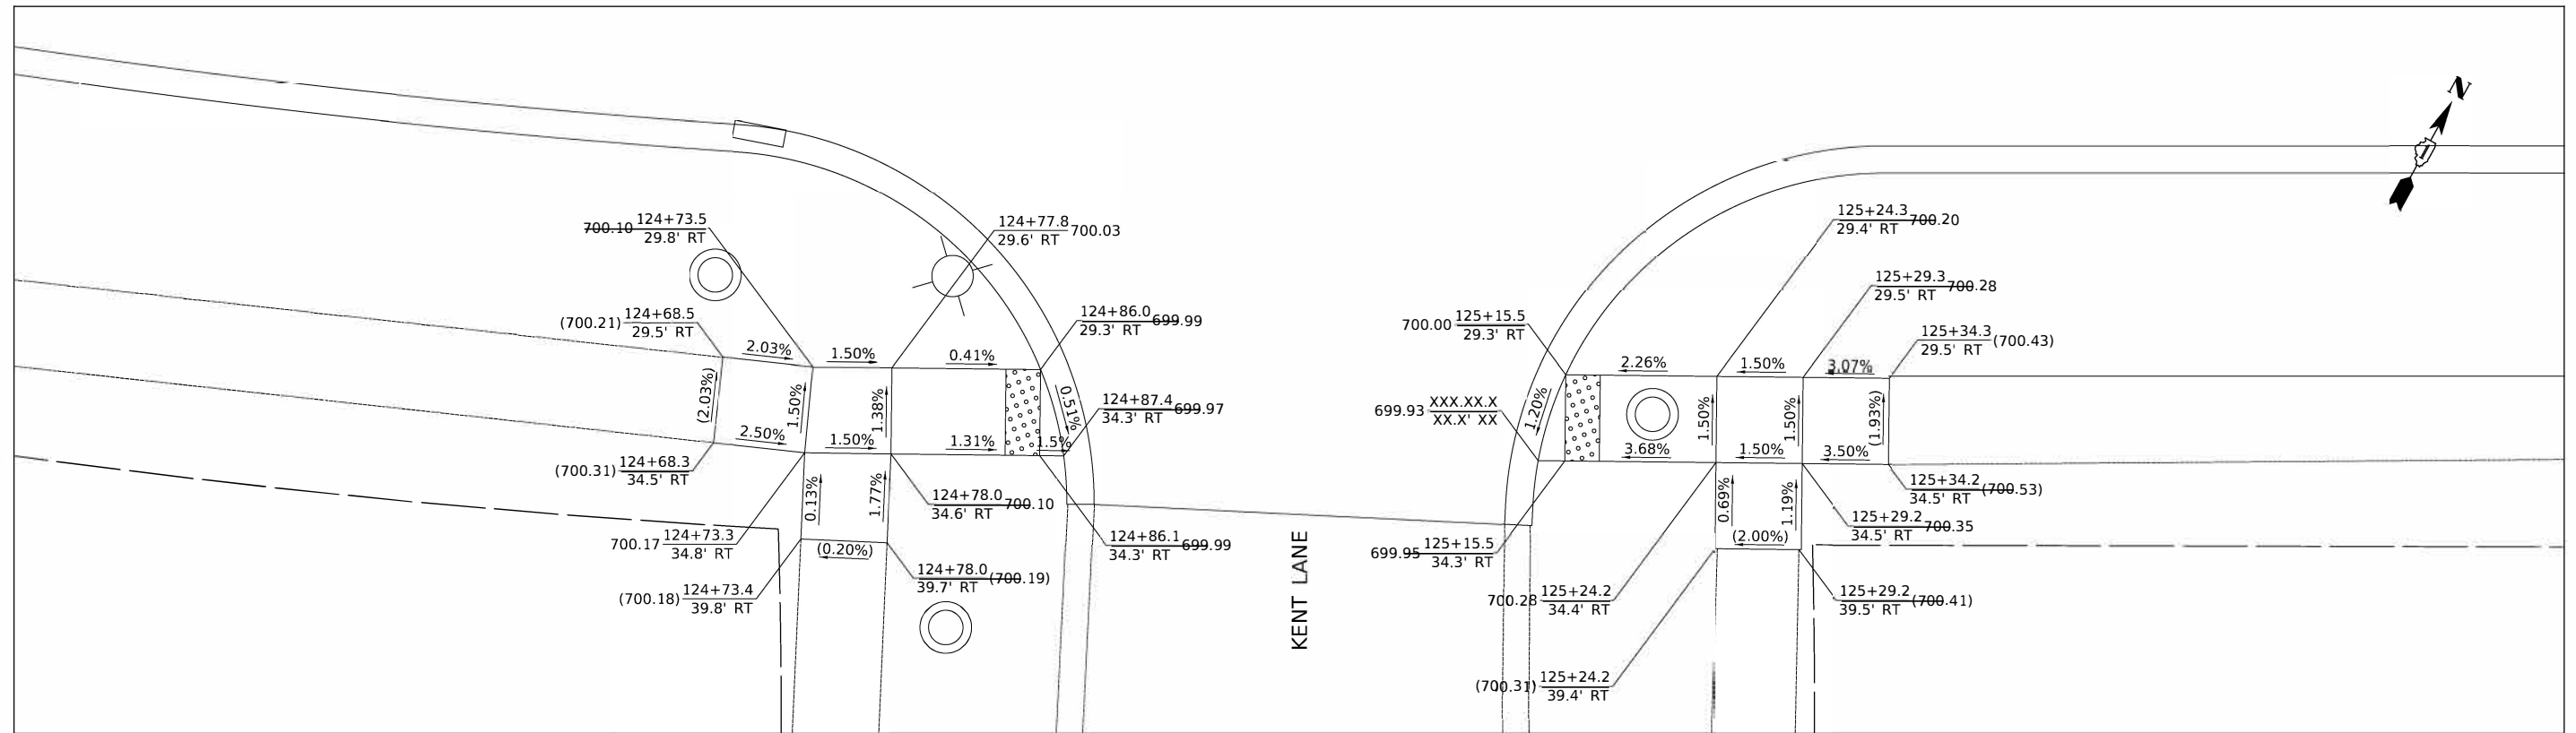 N
124+73.5
700.10
29.8' RT
124+77.8
700.03
29.6' RT
125+24.3
700.20
29.4' RT
125+29.3
700.28
29.5' RT
124+68.5
(700.21)
29.5' RT
124+86.0
699.99
29.3' RT
700.00
125+15.5
29.3' RT
125+34.3
(700.43)
29.5' RT
2.03%
1.50%
0.41%
2.26%
1.50%
3.07%
(2.03%)
1.50%
1.38%
0.51%
124+87.4
699.97
34.3' RT
699.93
XXX.XX.X
XX.X' XX
1.20%
1.50%
1.50%
(1.93%)
2.50%
1.50%
1.31%
1.5%
3.68%
1.50%
3.50%
(700.31)
124+68.3
34.5' RT
0.13%
1.77%
124+78.0
700.10
34.6' RT
0.69%
1.19%
125+34.2
(700.53)
34.5' RT
700.17
124+73.3
34.8' RT
(0.20%)
124+86.1
699.99
34.3' RT
699.95
125+15.5
34.3' RT
(2.00%)
125+29.2
700.35
34.5' RT
(700.18)
124+73.4
39.8' RT
124+78.0
(700.19)
39.7' RT
KENT LANE
700.28
125+24.2
34.4' RT
125+29.2
(700.41)
39.5' RT
(700.31)
125+24.2
39.4' RT